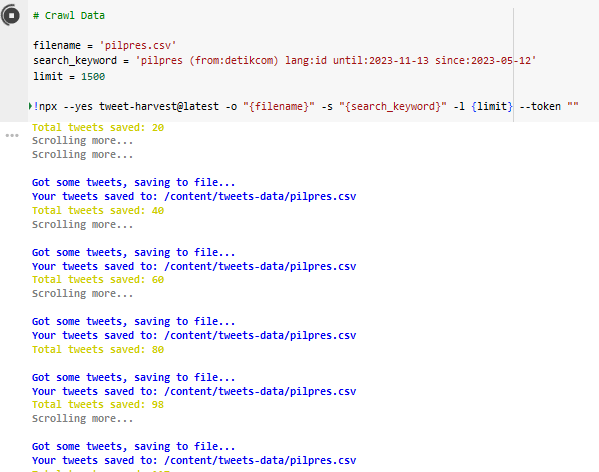 # Crawl Data
filename = 'pilpres.csv'
search_keyword = 'pilpres (from:detikcom) lang:id until:2023-11-13 since:2023-05-12'
limit = 1500
!npx --yes tweet-harvest@latest -o "{filename}" -s "{search_keyword}" -l {limit} --token ""
Total tweets saved: 20
Scrolling more...
Scrolling more...
Got some tweets, saving to file...
Your tweets saved to: /content/tweets-data/pilpres.csv
Total tweets saved: 40
Scrolling more...
Got some tweets, saving to file...
Your tweets saved to: /content/tweets-data/pilpres.csv
Total tweets saved: 60
Scrolling more...
Got some tweets, saving to file...
Your tweets saved to: /content/tweets-data/pilpres.csv
Total tweets saved: 80
Got some tweets, saving to file...
Your tweets saved to: /content/tweets-data/pilpres.csv
Total tweets saved: 98
Scrolling more...
Got some tweets, saving to file...
Your tweets saved to: /content/tweets-data/pilpres.csv